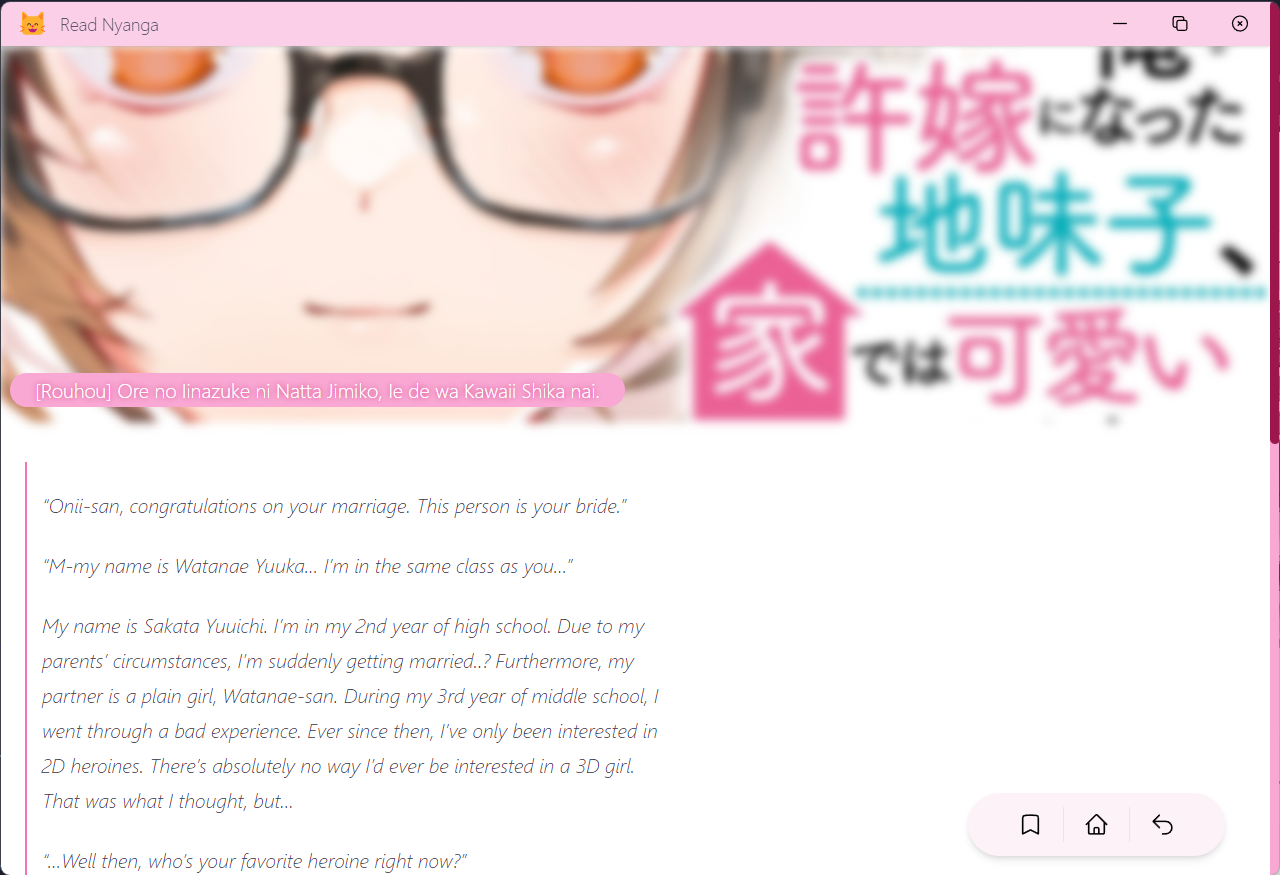 Read Nyanga
許嫁になった
地味子、
家では可愛い
[Rouhou] Ore no Iinazuke ni Natta Jimiko, Ie de wa Kawaii Shika nai.
“Onii-san, congratulations on your marriage. This person is your bride.”
“M-my name is Watanae Yuuka… I’m in the same class as you…”
My name is Sakata Yuuichi. I’m in my 2nd year of high school. Due to my
parents’ circumstances, I’m suddenly getting married..? Furthermore, my
partner is a plain girl, Watanae-san. During my 3rd year of middle school, I
went through a bad experience. Ever since then, I’ve only been interested in
2D heroines. There’s absolutely no way I’d ever be interested in a 3D girl.
That was what I thought, but…
“…Well then, who’s your favorite heroine right now?”